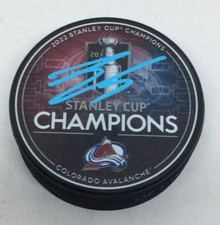 2022 STANLEY CUP® CHAMPIONS
STANLEY CUP
CHAMPIONS
COLORADO AVALANCHE